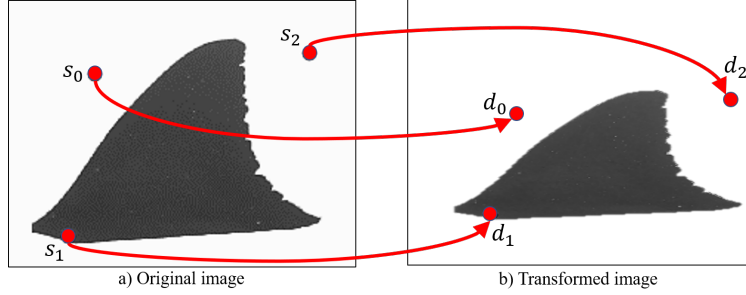 s₂
s₀
d₂
d₀
s₁
d₁
a) Original image
b) Transformed image